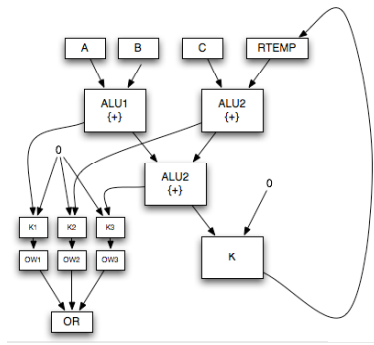 A
B
C
RTEMP
ALU1
{+}
ALU2
{+}
0
ALU2
{+}
0
K1
K2
K3
K
OW1
OW2
OW3
OR